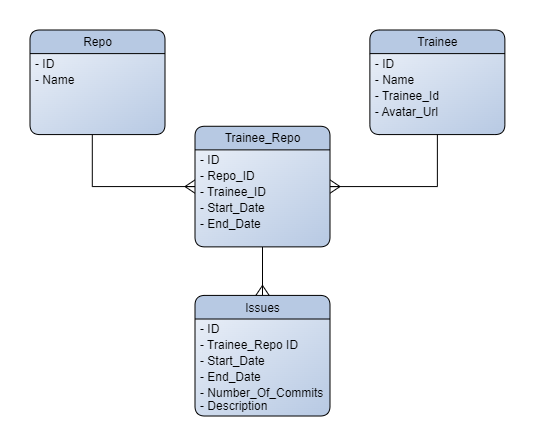 Repo
- ID
- Name
Trainee
- ID
- Name
- Trainee_Id
- Avatar_Url
Trainee_Repo
- ID
- Repo_ID
- Trainee_ID
- Start_Date
- End_Date
Issues
- ID
- Trainee_Repo ID
- Start_Date
- End_Date
- Number_Of_Commits
- Description